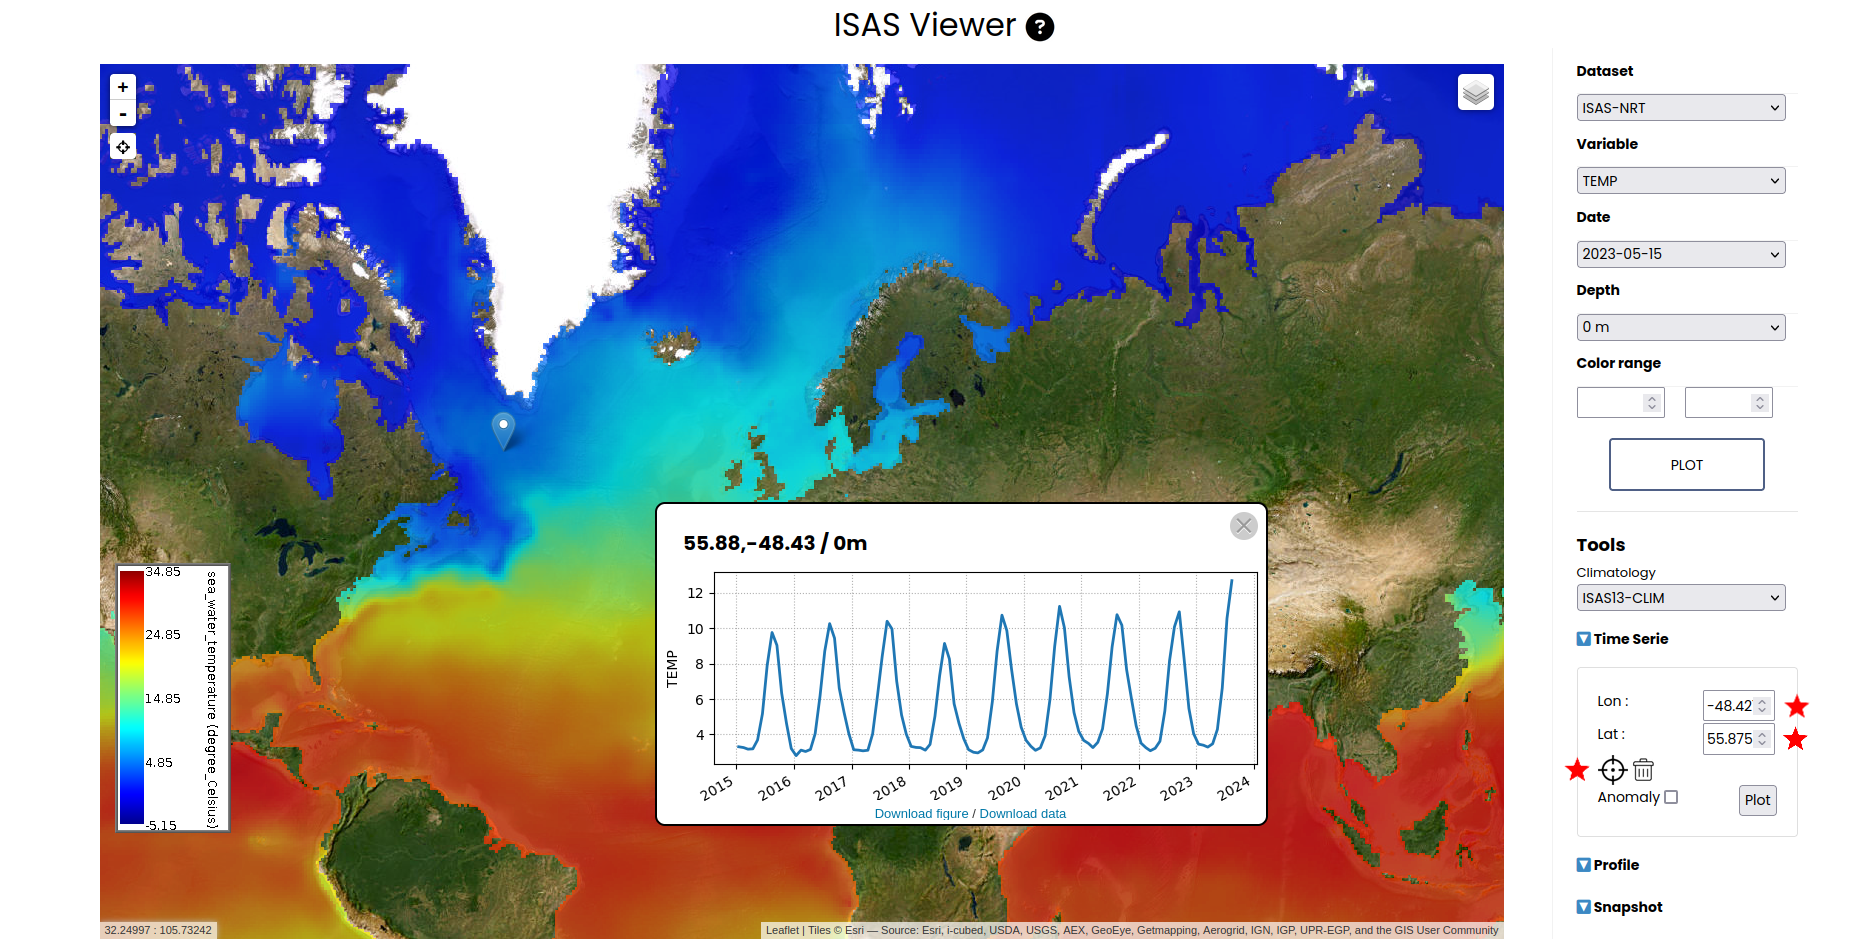 ISAS Viewer ?
+
-
Dataset
ISAS-NRT
Variable
TEMP
Date
2023-05-15
Depth
0 m
Color range
PLOT
Tools
Climatology
ISAS13-CLIM
Time Serie
Lon :
-48.42
Lat :
55.875
Anomaly
Plot
Profile
Snapshot
34.85
24.85
14.85
4.85
-5.15
sea_water_temperature (degree_Celsius)
55.88,-48.43 / 0m
TEMP
12
10
8
6
4
2015
2016
2017
2018
2019
2020
2021
2022
2023
2024
Download figure / Download data
32.24997 : 105.73242
Leaflet | Tiles © Esri — Source: Esri, i-cubed, USDA, USGS, AEX, GeoEye, Getmapping, Aerogrid, IGN, IGP, UPR-EGP, and the GIS User Community